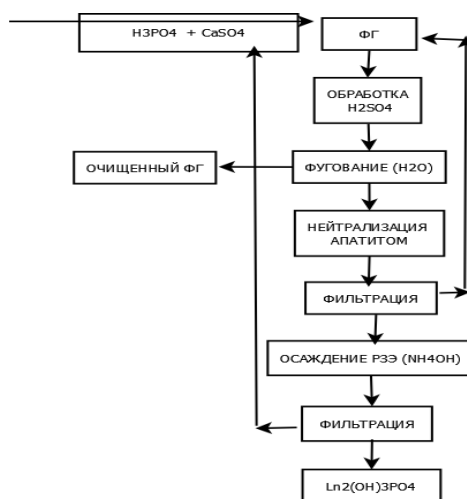 H3PO4 + CaSO4
ФГ
ОБРАБОТКА
H2SO4
ОЧИЩЕННЫЙ ФГ
ФУГОВАНИЕ (H2O)
НЕЙТРАЛИЗАЦИЯ
АПАТИТОМ
ФИЛЬТРАЦИЯ
ОСАЖДЕНИЕ РЗЭ (NH4OH)
ФИЛЬТРАЦИЯ
Ln2(OH)3PO4